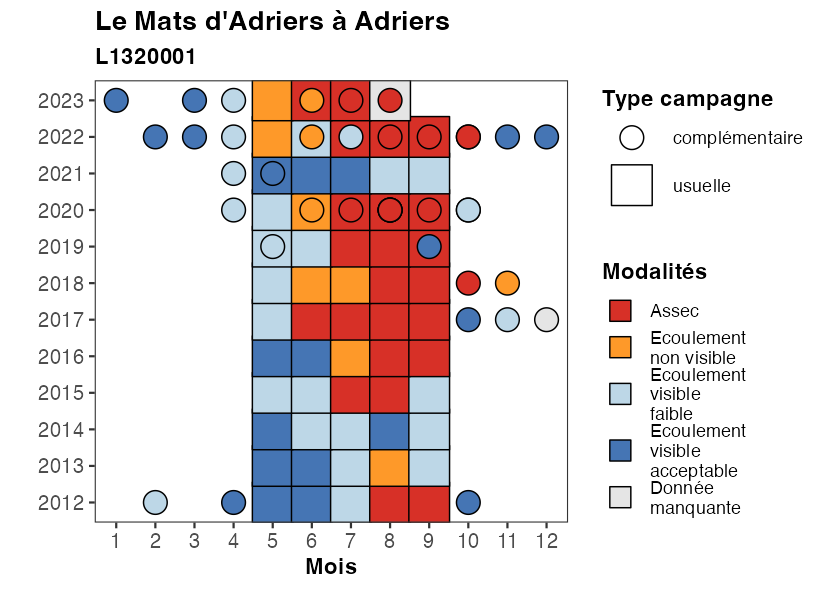 Le Mats d'Adriers à Adriers
L1320001
2023
2022
2021
2020
2019
2018
2017
2016
2015
2014
2013
2012
1 2 3 4 5 6 7 8 9 10 11 12
Mois
Type campagne
complémentaire
usuelle
Modalités
Assec
Ecoulement
non visible
Ecoulement
visible
faible
Ecoulement
visible
acceptable
Donnée
manquante